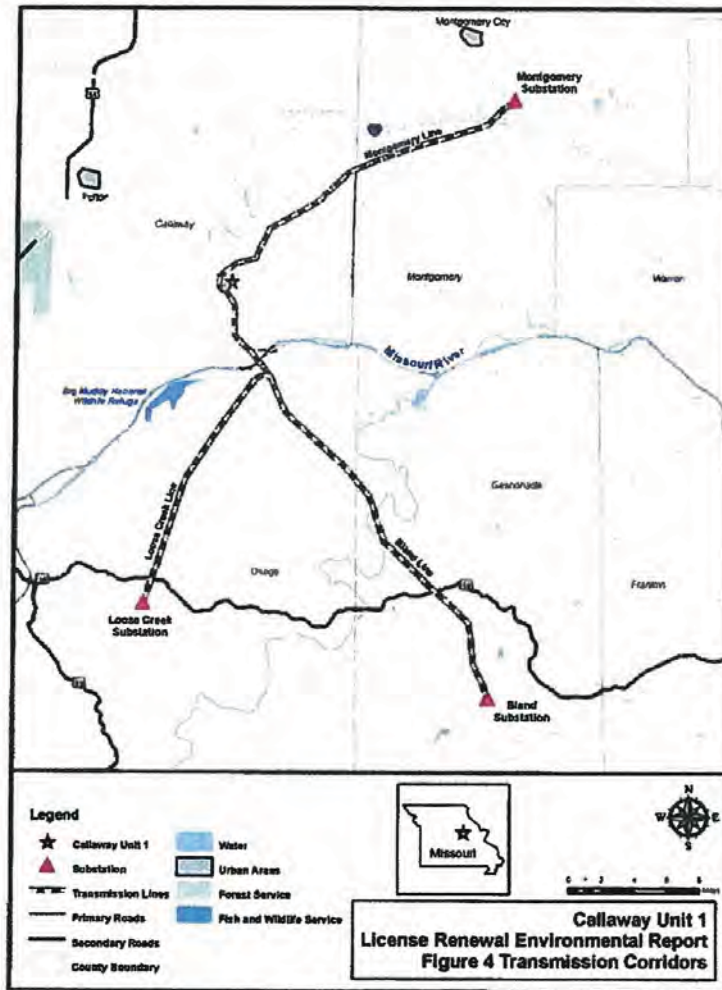 Montgomery City
Montgomery
Substation
Montgomery Line
Fulton
Callaway
Montgomery
Warren
Missouri River
Big Muddy National
Wildlife Refuge
Loose Creek Line
Gasconade
Bland Line
Osage
Franklin
Loose Creek
Substation
Bland
Substation
Legend
Callaway Unit 1
Substation
Transmission Lines
Primary Roads
Secondary Roads
County Boundary
Water
Urban Areas
Forest Service
Fish and Wildlife Service
Missouri
N
W
E
S
Miles
Callaway Unit 1
License Renewal Environmental Report
Figure 4 Transmission Corridors